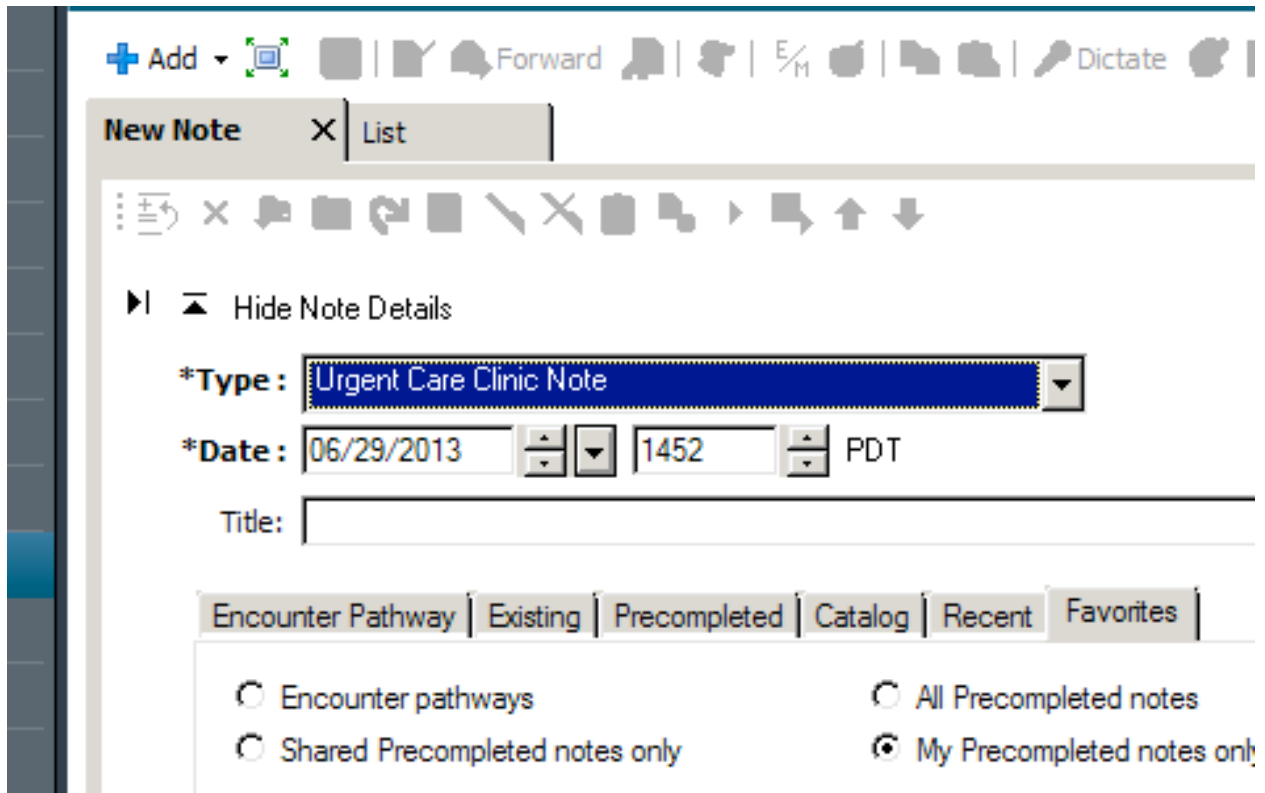 Add Forward E/M Dictate
New Note X List
Hide Note Details
*Type: Urgent Care Clinic Note
*Date: 06/29/2013 1452 PDT
Title:
Encounter Pathway Existing Precompleted Catalog Recent Favorites
Encounter pathways All Precompleted notes
Shared Precompleted notes only My Precompleted notes only